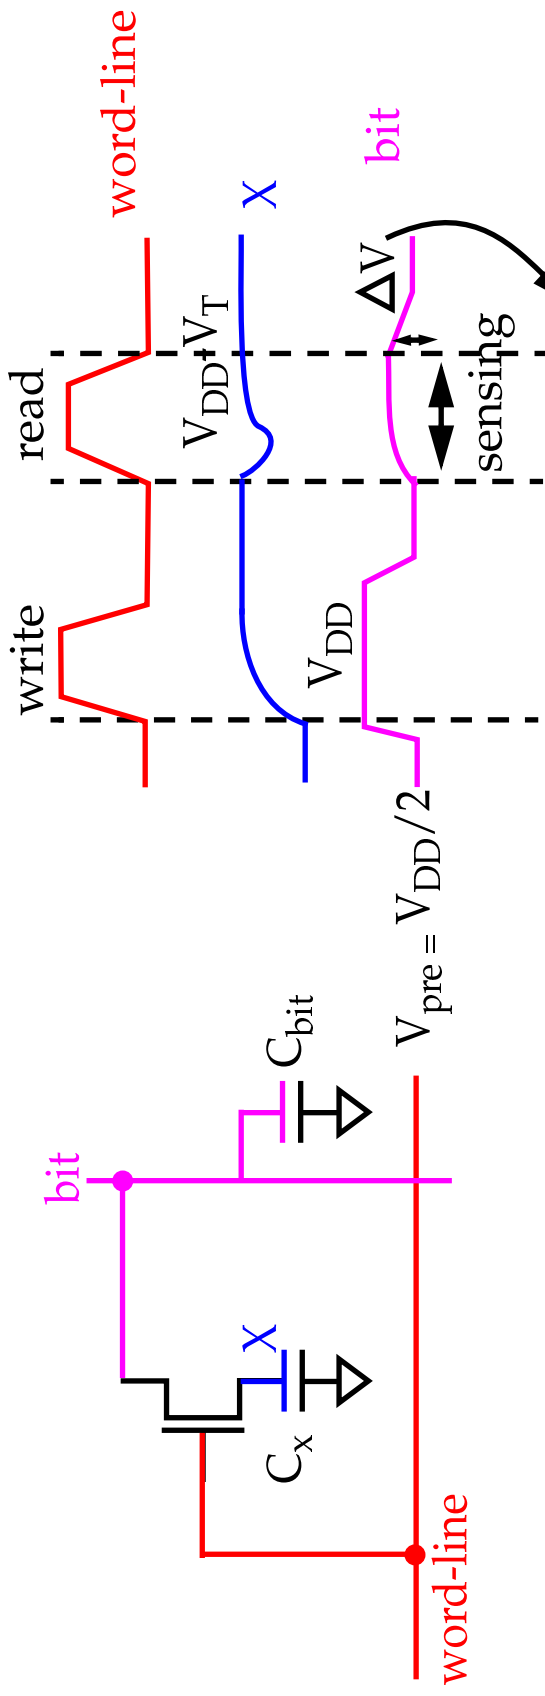 bit
word-line
C_x
X
C_bit
V_pre = V_DD/2
write
read
word-line
V_DD-V_T
X
V_DD
ΔV
bit
sensing